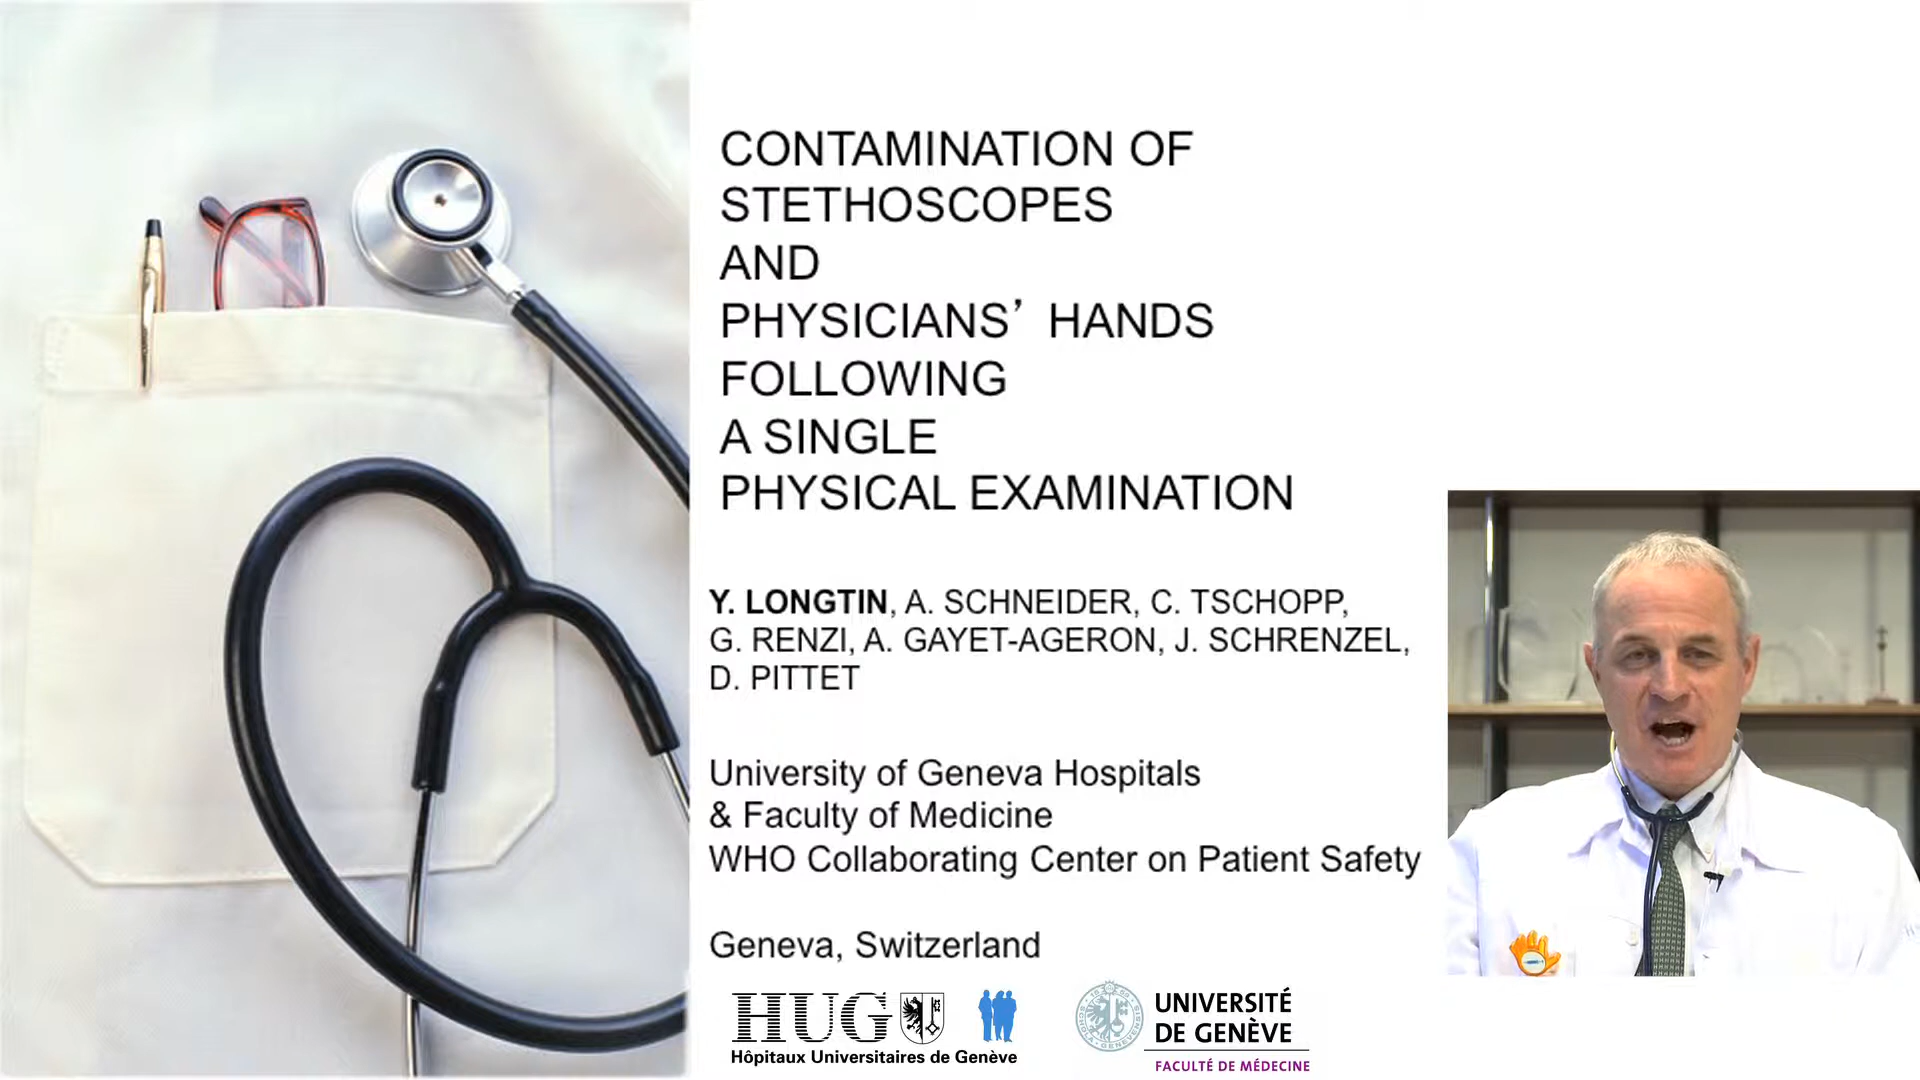 CONTAMINATION OF
STETHOSCOPES
AND
PHYSICIANS’ HANDS
FOLLOWING
A SINGLE
PHYSICAL EXAMINATION
Y. LONGTIN, A. SCHNEIDER, C. TSCHOPP,
G. RENZI, A. GAYET-AGERON, J. SCHRENZEL,
D. PITTET
University of Geneva Hospitals
& Faculty of Medicine
WHO Collaborating Center on Patient Safety
Geneva, Switzerland
HUG
Hôpitaux Universitaires de Genève
UNIVERSITÉ
DE GENÈVE
FACULTÉ DE MÉDECINE